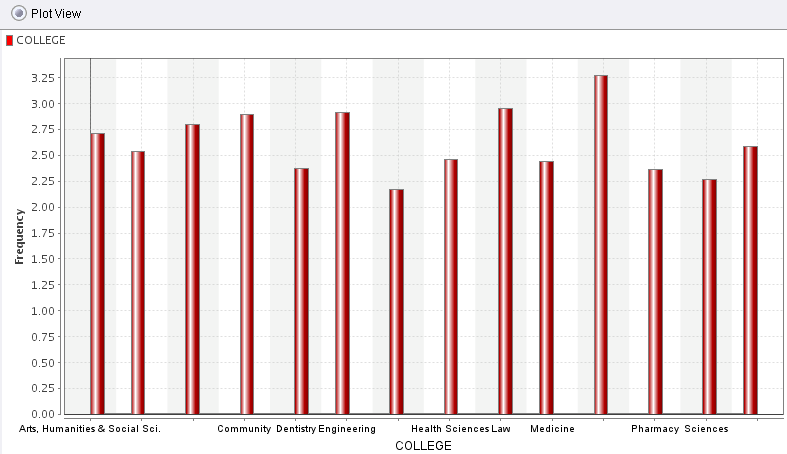 Plot View
COLLEGE
3.25
3.00
2.75
2.50
2.25
2.00
1.75
1.50
1.25
1.00
0.75
0.50
0.25
0.00
Frequency
Arts, Humanities & Social Sci. Community Dentistry Engineering Health Sciences Law Medicine Pharmacy Sciences
COLLEGE